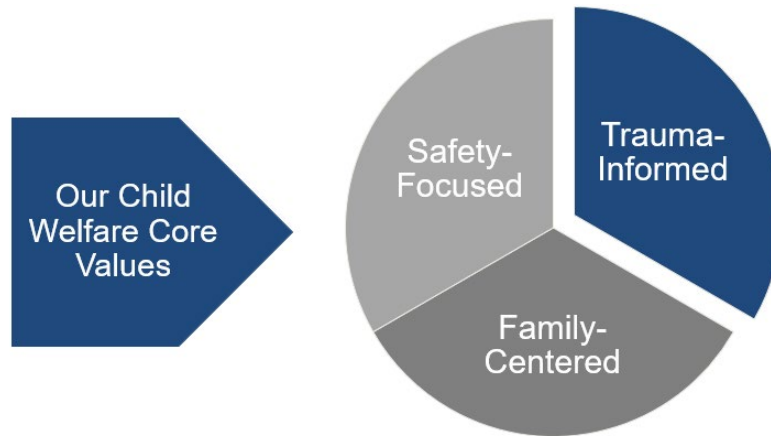 Our Child
Welfare Core
Values
Safety-
Focused
Trauma-
Informed
Family-
Centered